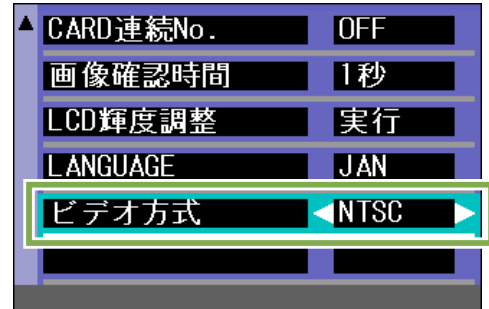 CARD連続No. OFF
画像確認時間 1秒
LCD輝度調整 実行
LANGUAGE JAN
ビデオ方式 NTSC